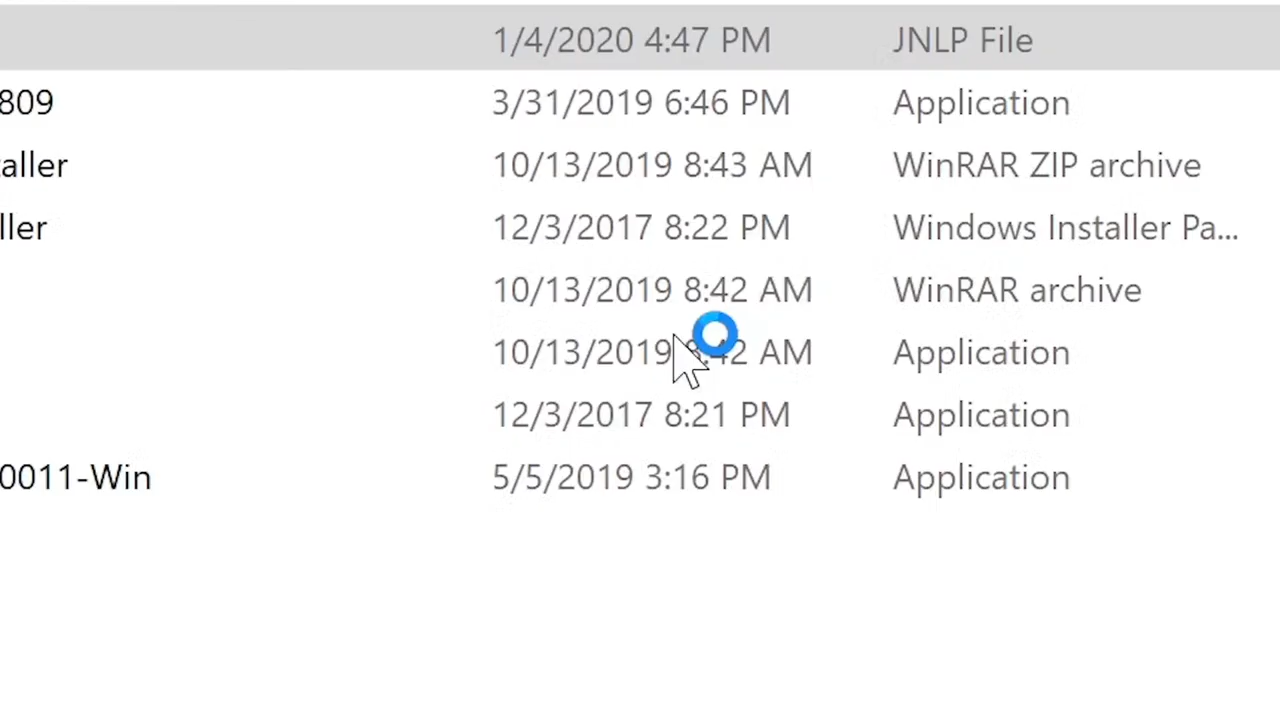 1/4/2020 4:47 PM JNLP File
809 3/31/2019 6:46 PM Application
aller 10/13/2019 8:43 AM WinRAR ZIP archive
ller 12/3/2017 8:22 PM Windows Installer Pa...
10/13/2019 8:42 AM WinRAR archive
10/13/2019 8:42 AM Application
12/3/2017 8:21 PM Application
0011-Win 5/5/2019 3:16 PM Application